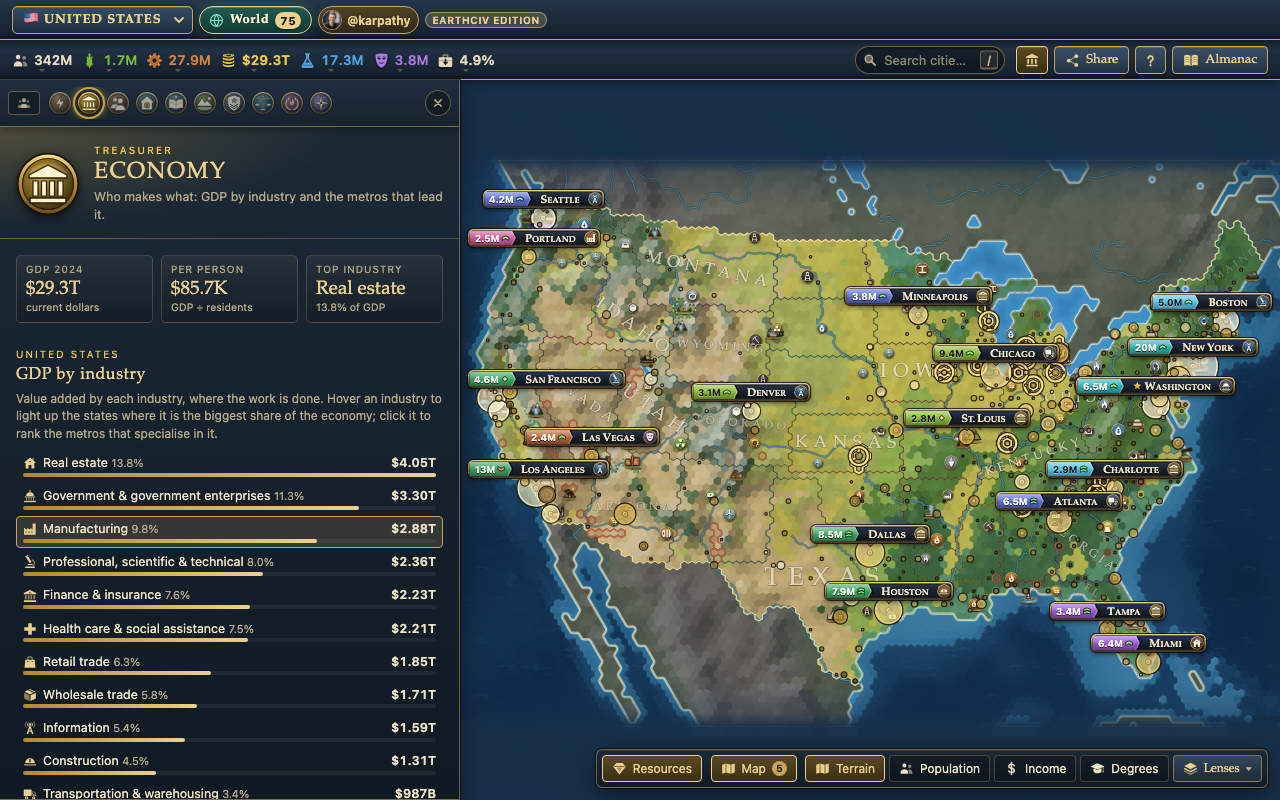 UNITED STATES
World 75
@karpathy
EARTHCIV EDITION
342M 1.7M 27.9M $29.3T 17.3M 3.8M 4.9%
Search citie... /
Share
?
Almanac
TREASURER
ECONOMY
Who makes what: GDP by industry and the metros that lead
it.
GDP 2024
$29.3T
current dollars
PER PERSON
$85.7K
GDP ÷ residents
TOP INDUSTRY
Real estate
13.8% of GDP
UNITED STATES
GDP by industry
Value added by each industry, where the work is done. Hover an industry to
light up the states where it is the biggest share of the economy; click it to
rank the metros that specialise in it.
Real estate 13.8% $4.05T
Government & government enterprises 11.3% $3.30T
Manufacturing 9.8% $2.88T
Professional, scientific & technical 8.0% $2.36T
Finance & insurance 7.6% $2.23T
Health care & social assistance 7.5% $2.21T
Retail trade 6.3% $1.85T
Wholesale trade 5.8% $1.71T
Information 5.4% $1.59T
Construction 4.5% $1.31T
Transportation & warehousing 3.4% $987B
4.2M SEATTLE
2.5M PORTLAND
MONTANA
MAINE
IDAHO
3.8M MINNEAPOLIS
5.0M BOSTON
WYOMING
20M NEW YORK
9.4M CHICAGO
IOWA
4.6M SAN FRANCISCO
6.5M WASHINGTON
3.1M DENVER
NEVADA
UTAH
COLORADO
2.8M ST. LOUIS
2.4M LAS VEGAS
KANSAS
KENTUCKY
13M LOS ANGELES
2.9M CHARLOTTE
ARIZONA
6.5M ATLANTA
8.5M DALLAS
GEORGIA
TEXAS
7.9M HOUSTON
3.4M TAMPA
6.4M MIAMI
Resources
Map 5
Terrain
Population
$ Income
Degrees
Lenses